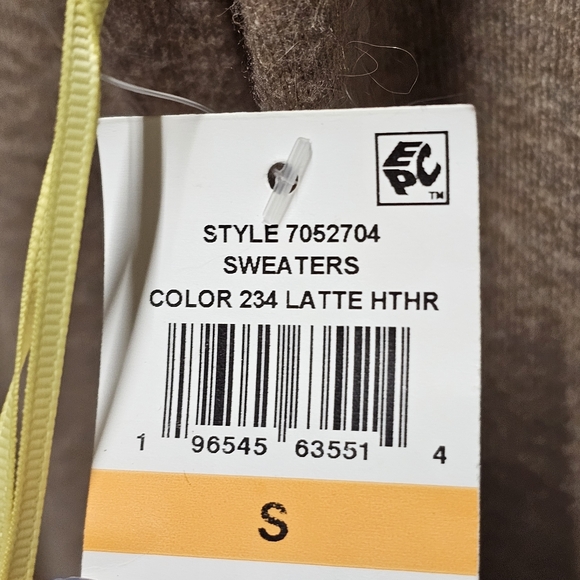 EPC
TM
STYLE 7052704
SWEATERS
COLOR 234 LATTE HTHR
1 96545 63551 4
S